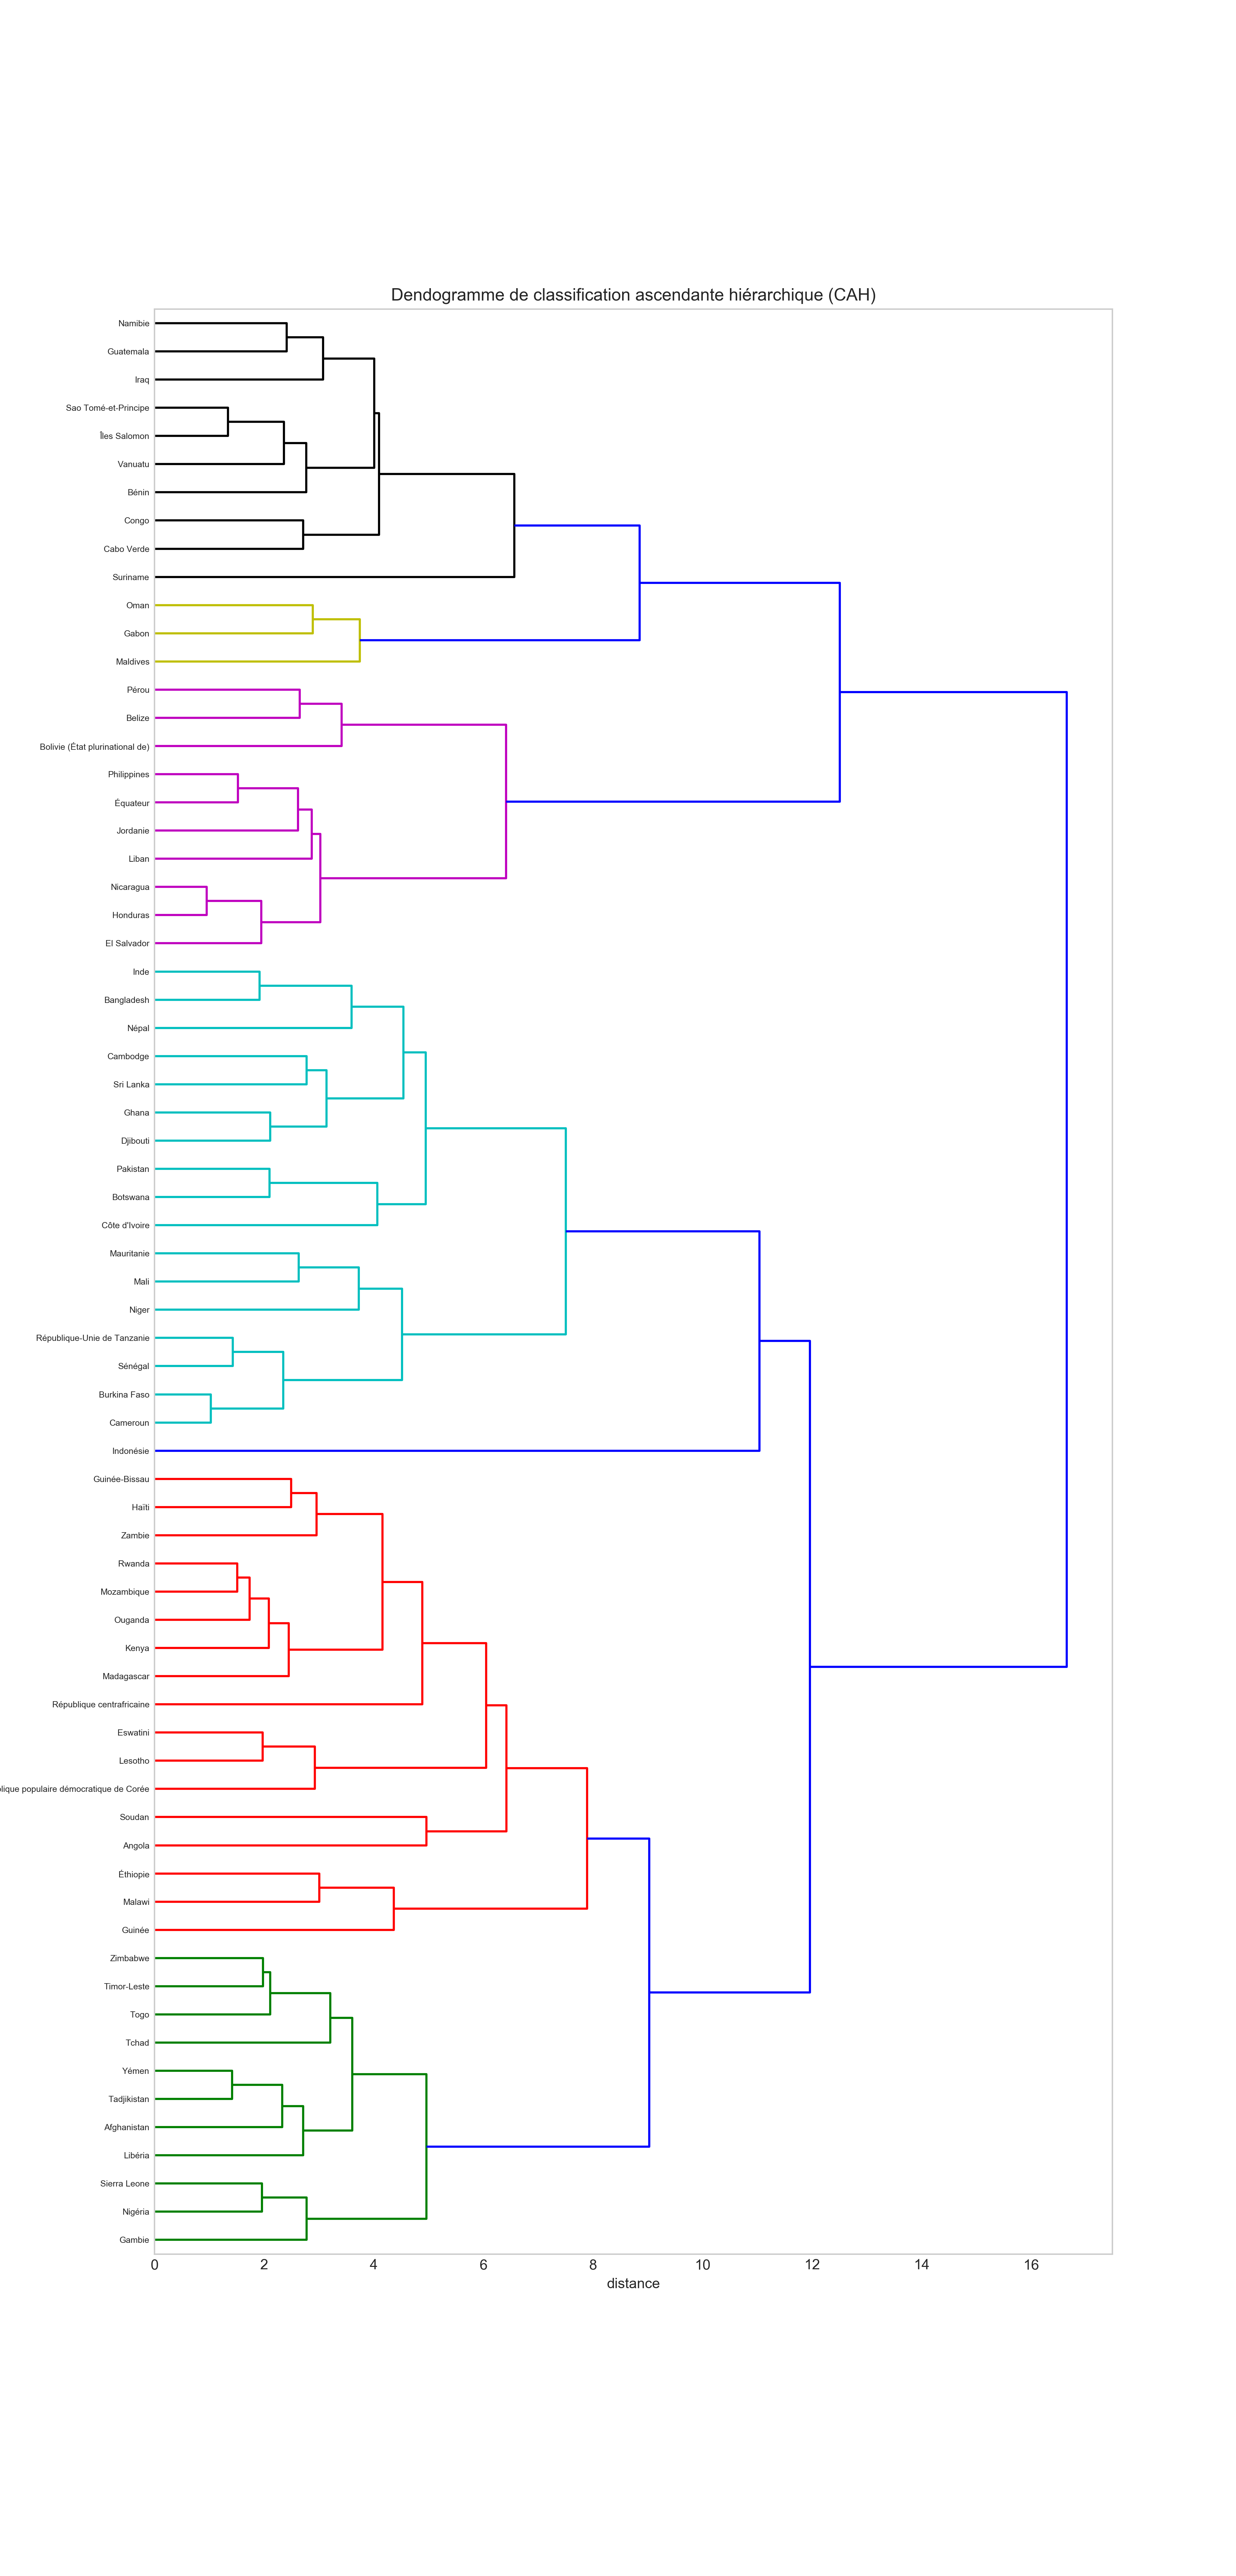 Dendogramme de classification ascendante hiérarchique (CAH)
Namibie
Guatemala
Iraq
Sao Tomé-et-Principe
Îles Salomon
Vanuatu
Bénin
Congo
Cabo Verde
Suriname
Oman
Gabon
Maldives
Pérou
Belize
Bolivie (État plurinational de)
Philippines
Équateur
Jordanie
Liban
Nicaragua
Honduras
El Salvador
Inde
Bangladesh
Népal
Cambodge
Sri Lanka
Ghana
Djibouti
Pakistan
Botswana
Côte d'Ivoire
Mauritanie
Mali
Niger
République-Unie de Tanzanie
Sénégal
Burkina Faso
Cameroun
Indonésie
Guinée-Bissau
Haïti
Zambie
Rwanda
Mozambique
Ouganda
Kenya
Madagascar
République centrafricaine
Eswatini
Lesotho
lique populaire démocratique de Corée
Soudan
Angola
Éthiopie
Malawi
Guinée
Zimbabwe
Timor-Leste
Togo
Tchad
Yémen
Tadjikistan
Afghanistan
Libéria
Sierra Leone
Nigéria
Gambie
0 2 4 6 8 10 12 14 16
distance